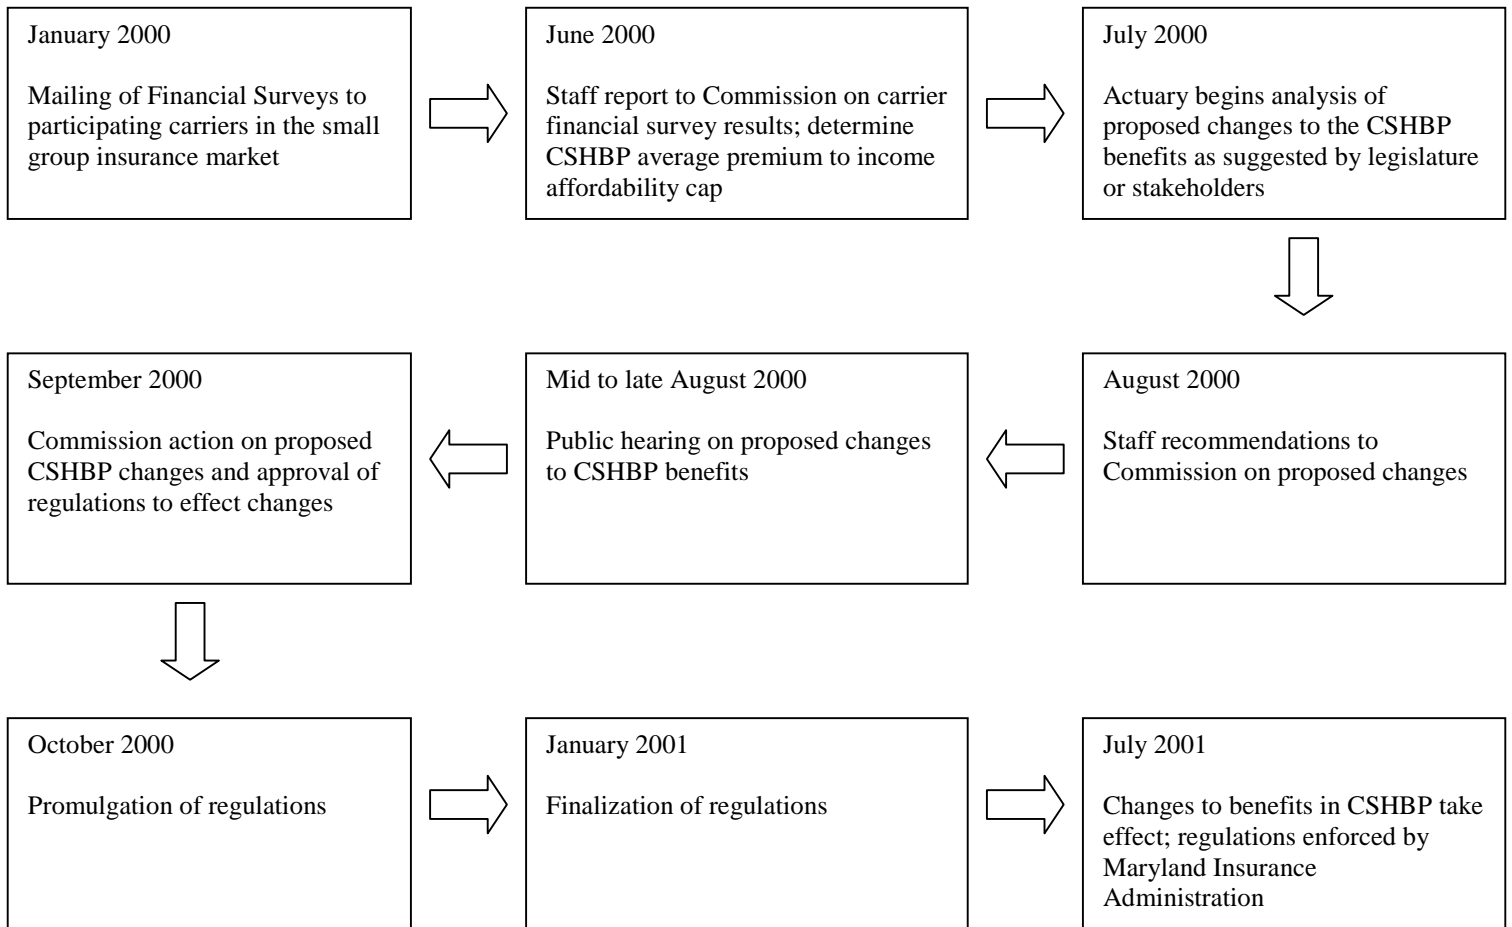 January 2000
Mailing of Financial Surveys to
participating carriers in the small
group insurance market
June 2000
Staff report to Commission on carrier
financial survey results; determine
CSHBP average premium to income
affordability cap
July 2000
Actuary begins analysis of
proposed changes to the CSHBP
benefits as suggested by legislature
or stakeholders
August 2000
Staff recommendations to
Commission on proposed changes
Mid to late August 2000
Public hearing on proposed changes
to CSHBP benefits
September 2000
Commission action on proposed
CSHBP changes and approval of
regulations to effect changes
October 2000
Promulgation of regulations
January 2001
Finalization of regulations
July 2001
Changes to benefits in CSHBP take
effect; regulations enforced by
Maryland Insurance
Administration